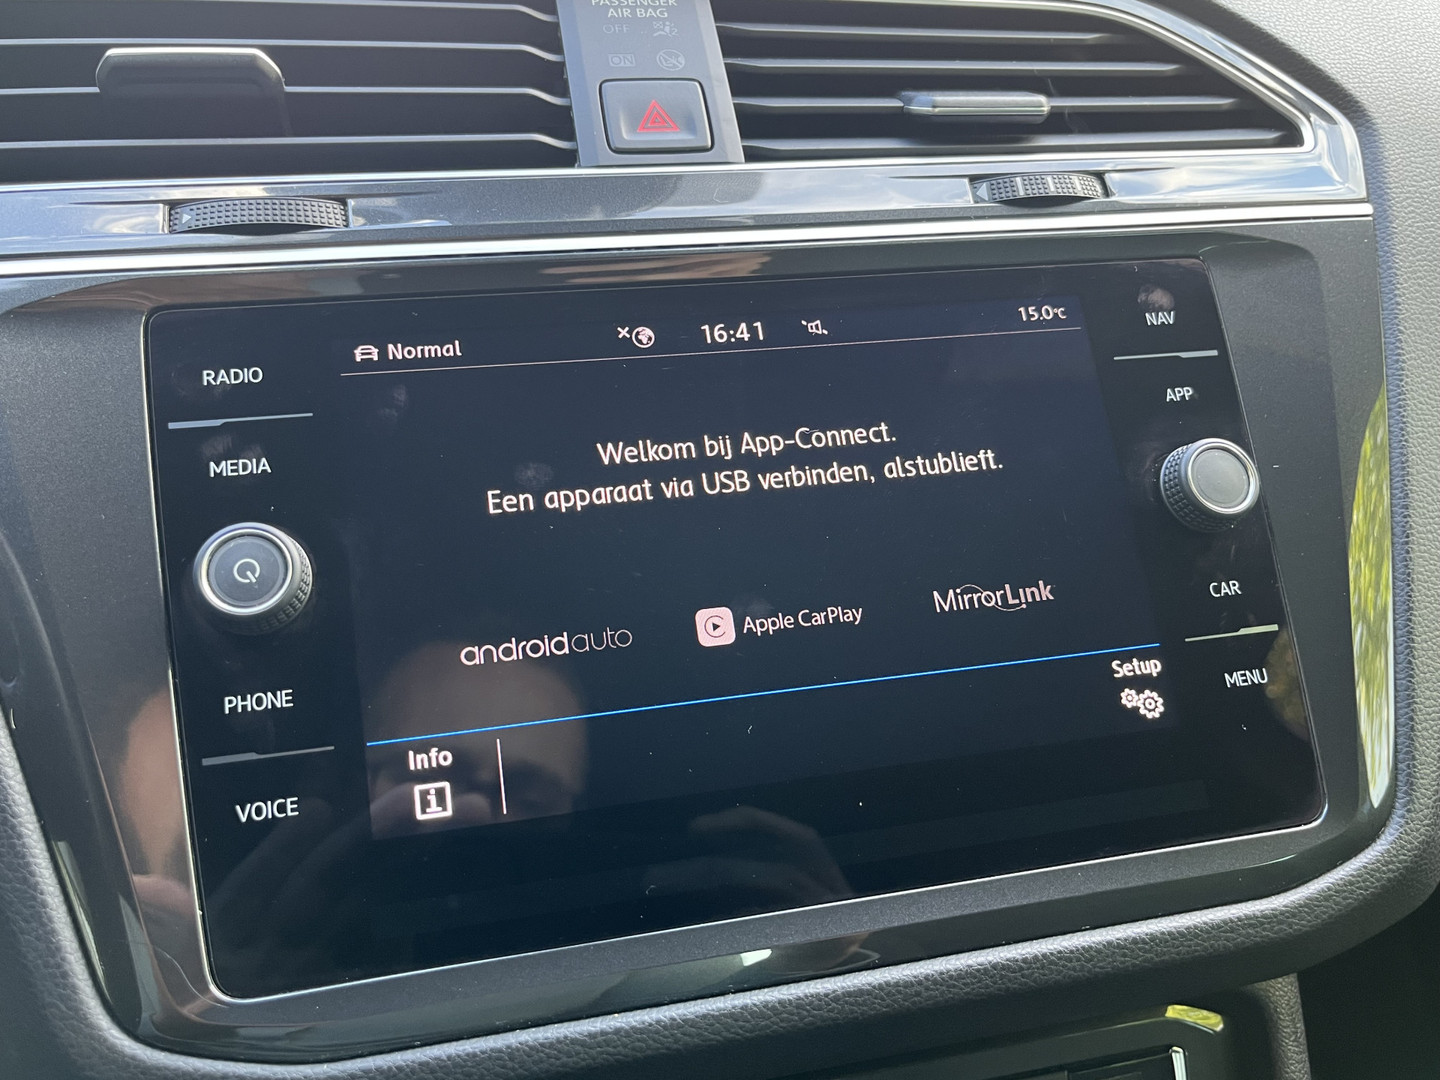 PASSENGER
AIR BAG
OFF
ON
Normal
16:41
15.0°C
NAV
RADIO
APP
MEDIA
Welkom bij App-Connect.
Een apparaat via USB verbinden, alstublieft.
CAR
androidauto
Apple CarPlay
MirrorLink
Setup
MENU
PHONE
Info
VOICE